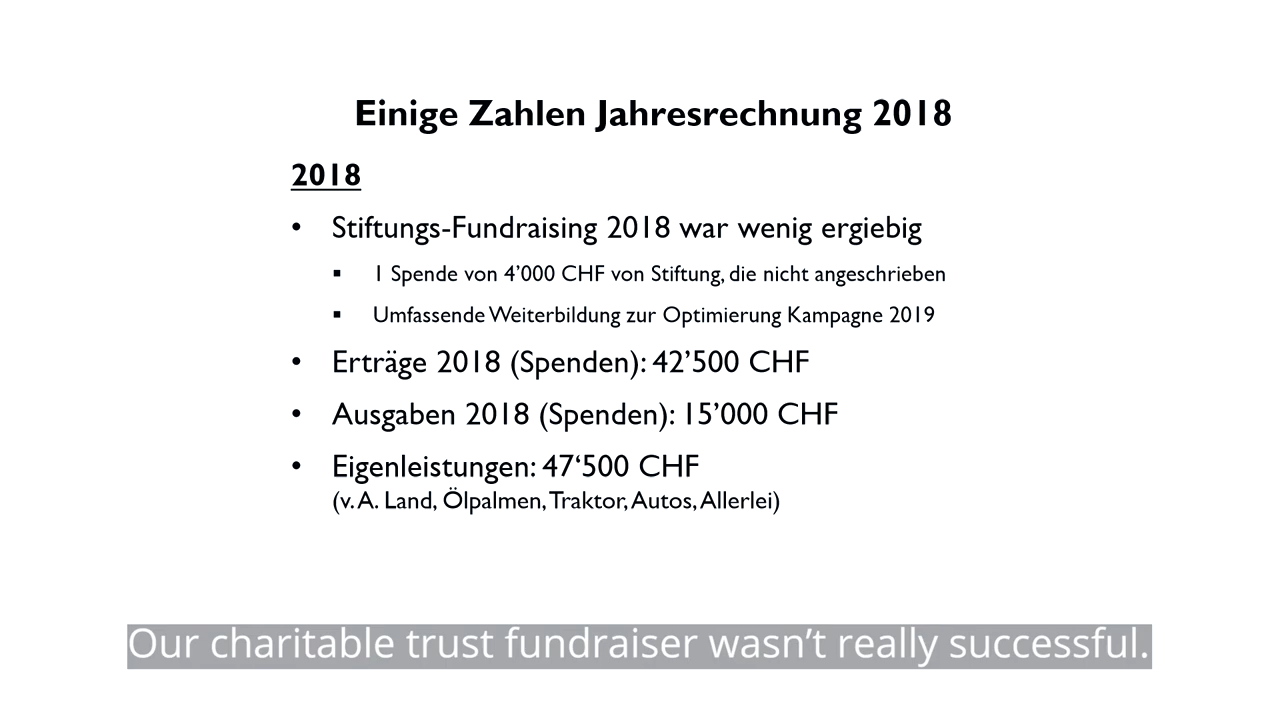 Einige Zahlen Jahresrechnung 2018
2018
• Stiftungs-Fundraising 2018 war wenig ergiebig
▪ 1 Spende von 4’000 CHF von Stiftung, die nicht angeschrieben
▪ Umfassende Weiterbildung zur Optimierung Kampagne 2019
• Erträge 2018 (Spenden): 42’500 CHF
• Ausgaben 2018 (Spenden): 15’000 CHF
• Eigenleistungen: 47‘500 CHF
(v. A. Land, Ölpalmen, Traktor, Autos, Allerlei)
Our charitable trust fundraiser wasn’t really successful.